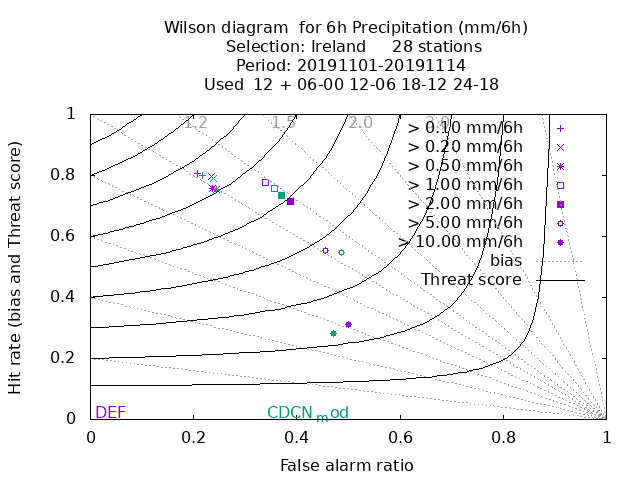 Wilson diagram  for 6h Precipitation (mm/6h)
Selection: Ireland     28 stations
Period: 20191101-20191114
Used  12 + 06-00 12-06 18-12 24-18
Hit rate (bias and Threat score)
1
0.8
0.6
0.4
0.2
0
1.2
1.5
2.0
3.0
> 0.10 mm/6h
> 0.20 mm/6h
> 0.50 mm/6h
> 1.00 mm/6h
> 2.00 mm/6h
> 5.00 mm/6h
> 10.00 mm/6h
bias
Threat score
DEF
CDCNmod
0
0.2
0.4
0.6
0.8
1
False alarm ratio